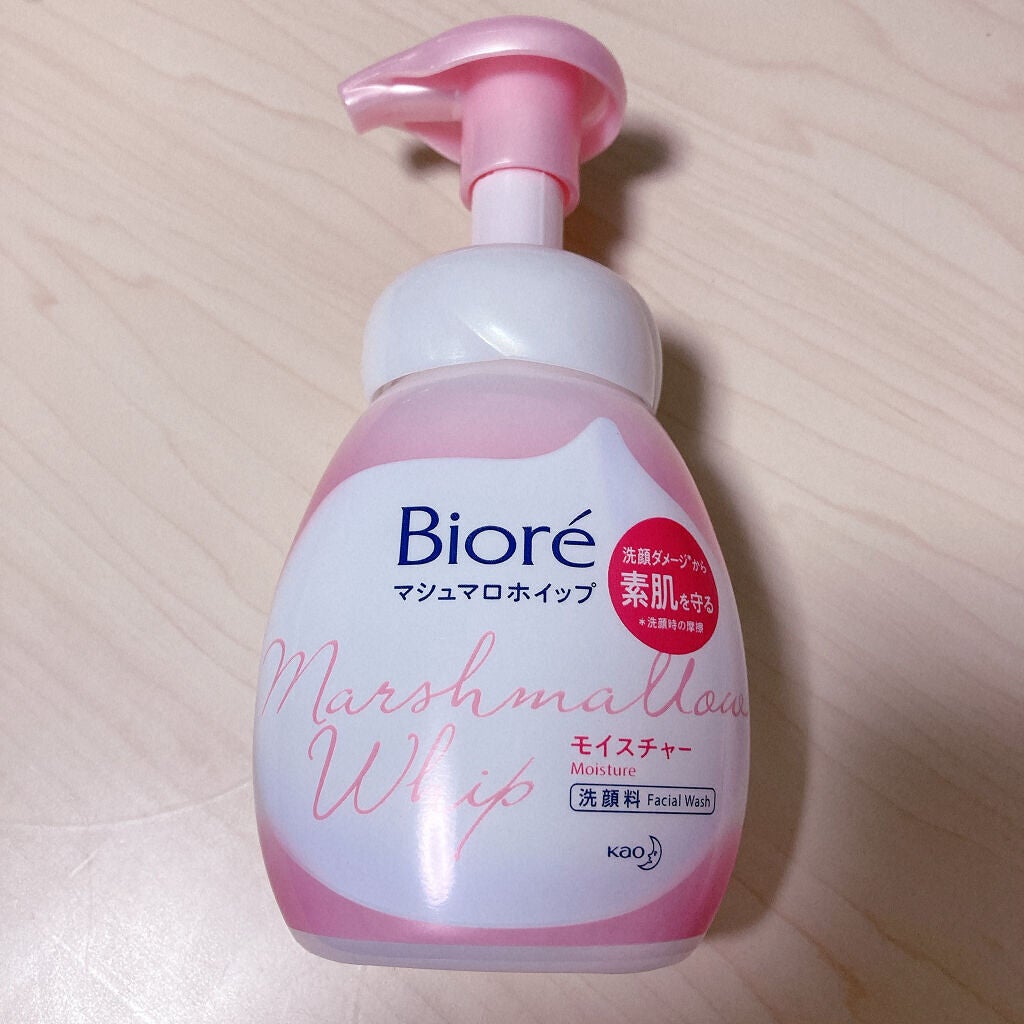 Bioré
マシュマロホイップ
洗顔ダメージ*から
素肌を守る
*洗顔時の摩擦
Marshmallow
Whip
モイスチャー
Moisture
洗顔料 Facial Wash
Kao